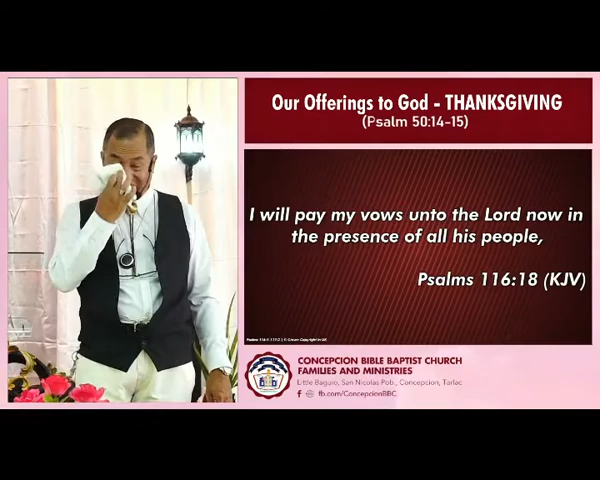 Our Offerings to God - THANKSGIVING
(Psalm 50:14-15)
I will pay my vows unto the Lord now in
the presence of all his people,
Psalms 116:18 (KJV)
CONCEPCION BIBLE BAPTIST CHURCH
FAMILIES AND MINISTRIES
Little Baguio, San Nicolas Pob., Concepcion, Tarlac
fb.com/ConcepcionBBC